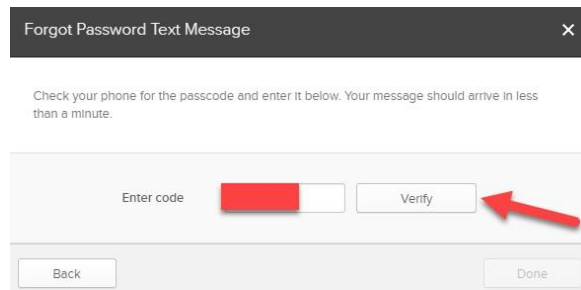 Forgot Password Text Message
Check your phone for the passcode and enter it below. Your message should arrive in less
than a minute.
Enter code Verify
Back Done